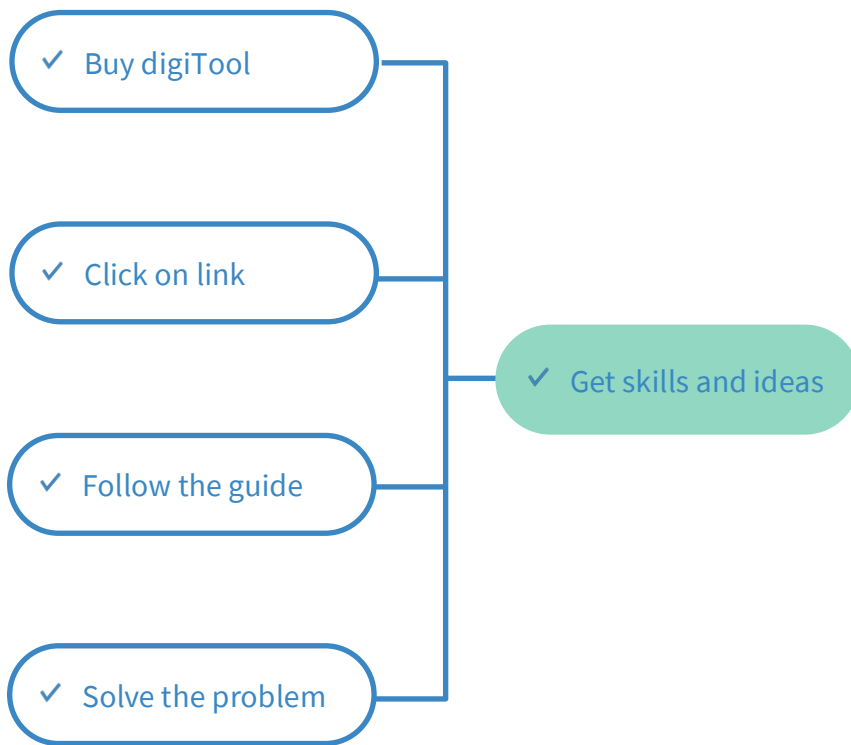 Buy digiTool
Click on link
Get skills and ideas
Follow the guide
Solve the problem